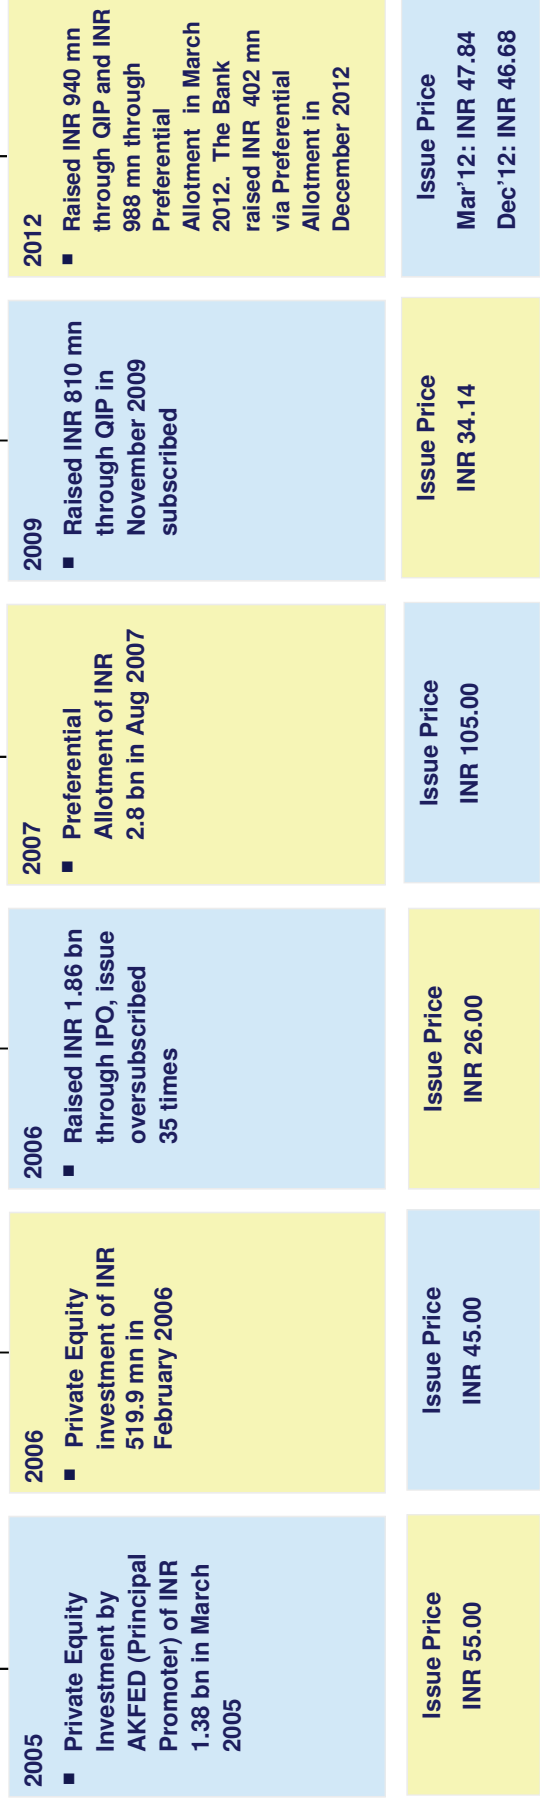 2005
■ Private Equity
Investment by
AKFED (Principal
Promoter) of INR
1.38 bn in March
2005
Issue Price
INR 55.00
2006
■ Private Equity
investment of INR
519.9 mn in
February 2006
Issue Price
INR 45.00
2006
■ Raised INR 1.86 bn
through IPO, issue
oversubscribed
35 times
Issue Price
INR 26.00
2007
■ Preferential
Allotment of INR
2.8 bn in Aug 2007
Issue Price
INR 105.00
2009
■ Raised INR 810 mn
through QIP in
November 2009
subscribed
Issue Price
INR 34.14
2012
■ Raised INR 940 mn
through QIP and INR
988 mn through
Preferential
Allotment in March
2012. The Bank
raised INR 402 mn
via Preferential
Allotment in
December 2012
Issue Price
Mar'12: INR 47.84
Dec'12: INR 46.68